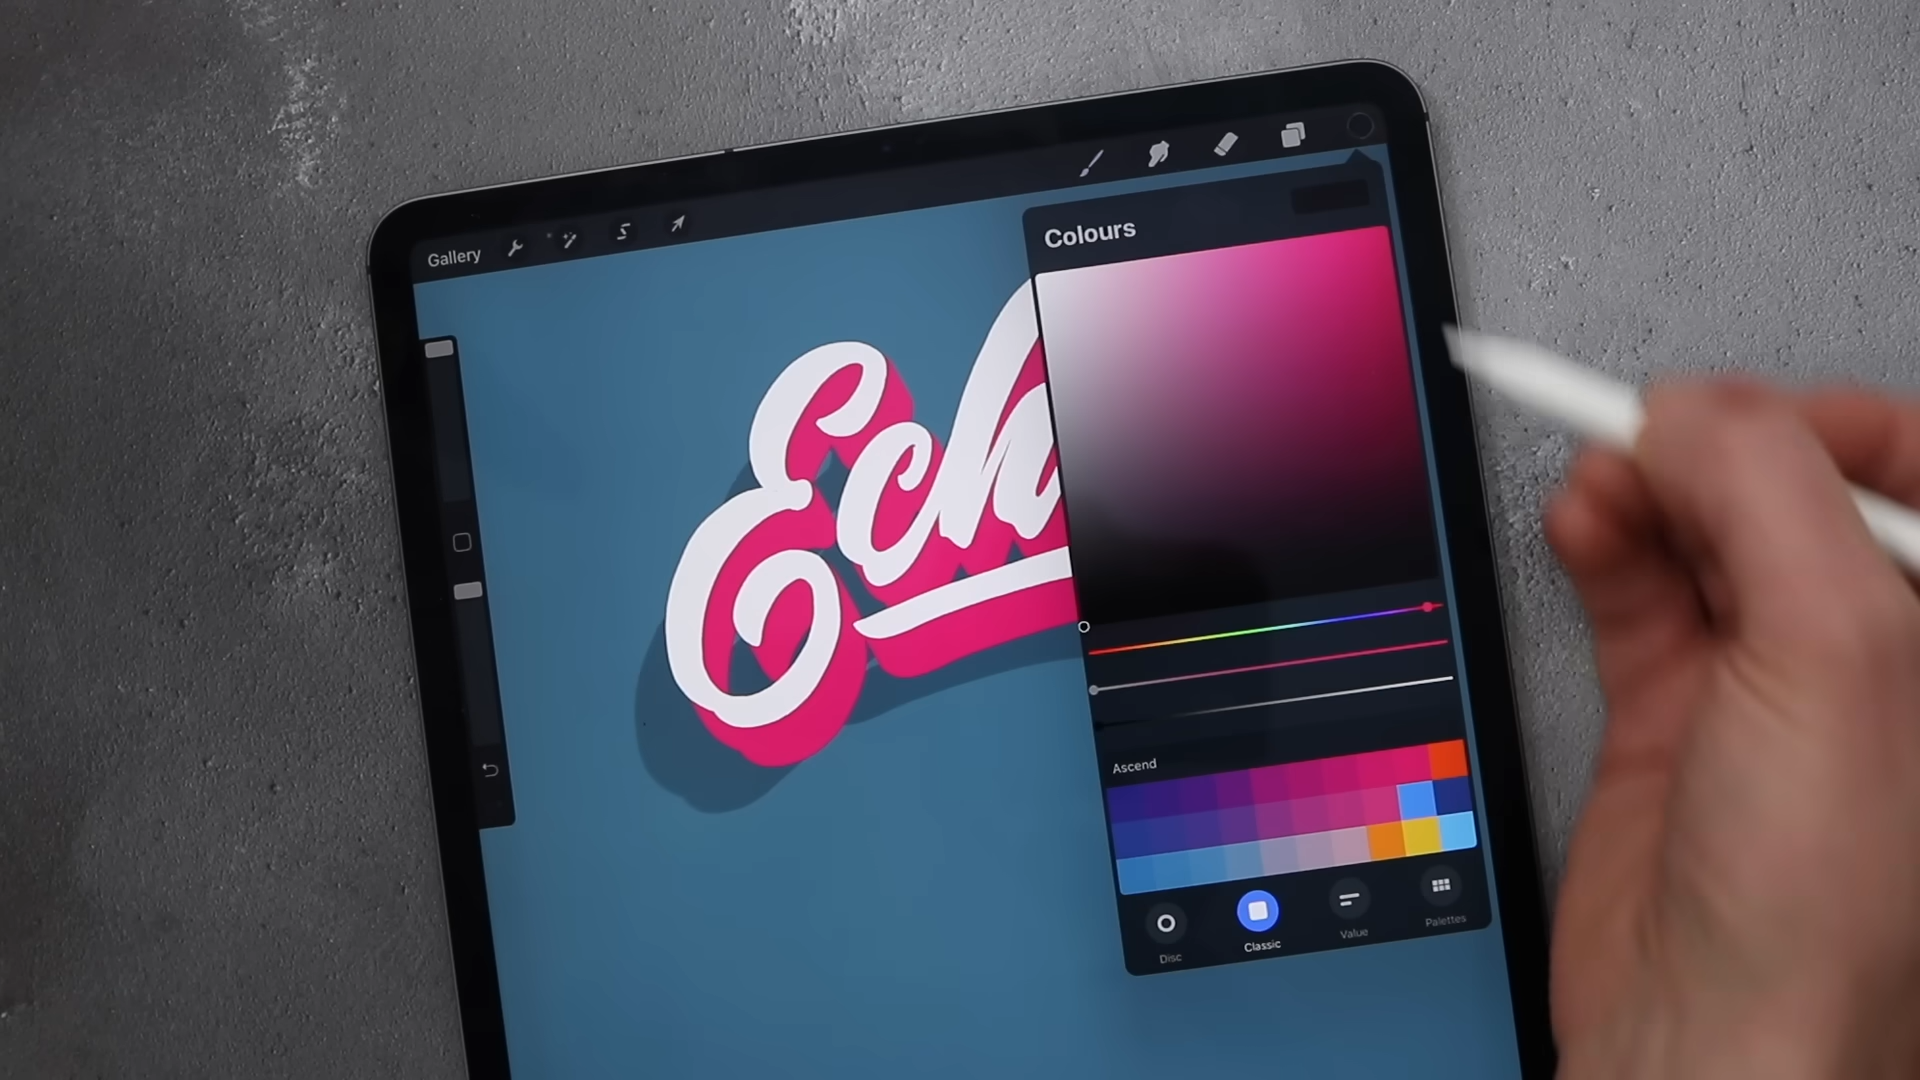 Gallery
Colours
Ech
Ascend
Disc
Classic
Value
Palettes